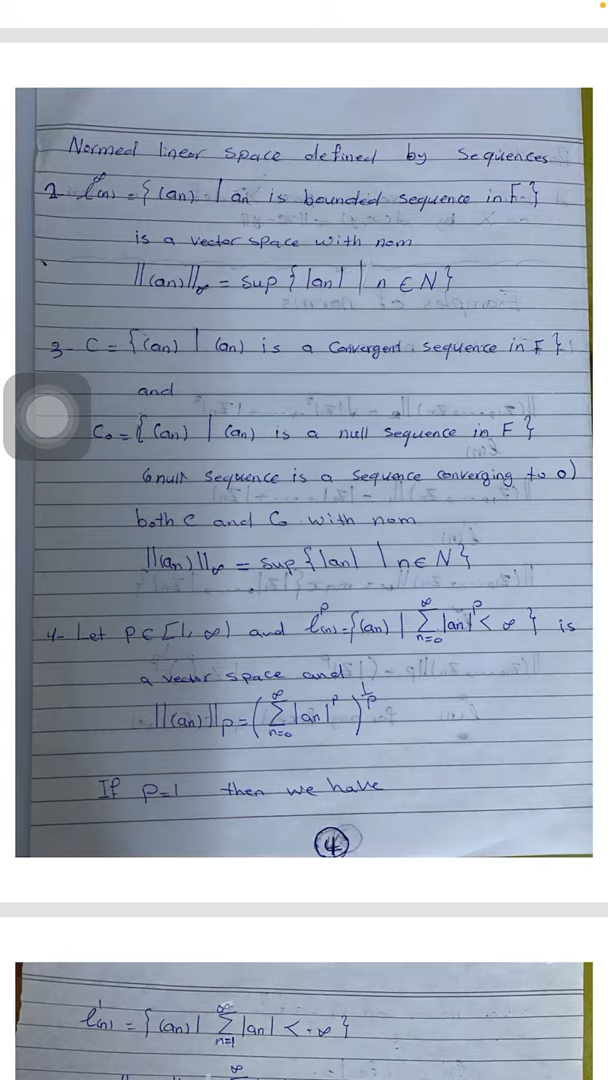 Normed linear space defined by sequences
2- l^∞(n) = {(an) | an is bounded sequence in F}
is a vector space with nom
||(an)||∞ = sup {|an| | n ∈ N}
3- C = {(an) | (an) is a convergent sequence in F}
and
C₀ = {(an) | (an) is a null sequence in F}
(null sequence is a sequence converging to 0)
both C and C₀ with nom
||(an)||∞ = sup {|an| | n ∈ N}
4- Let p ∈ [1, ∞) and l^p(n) = {(an) | ∑_{n=0}^{∞} |an|^p < ∞} is
a vector space and
||(an)||p = (∑_{n=0}^{∞} |an|^p)^{1/p}
If p=1 then we have
4
l^1(n) = {(an) | ∑_{n=1}^{∞} |an| < ∞}